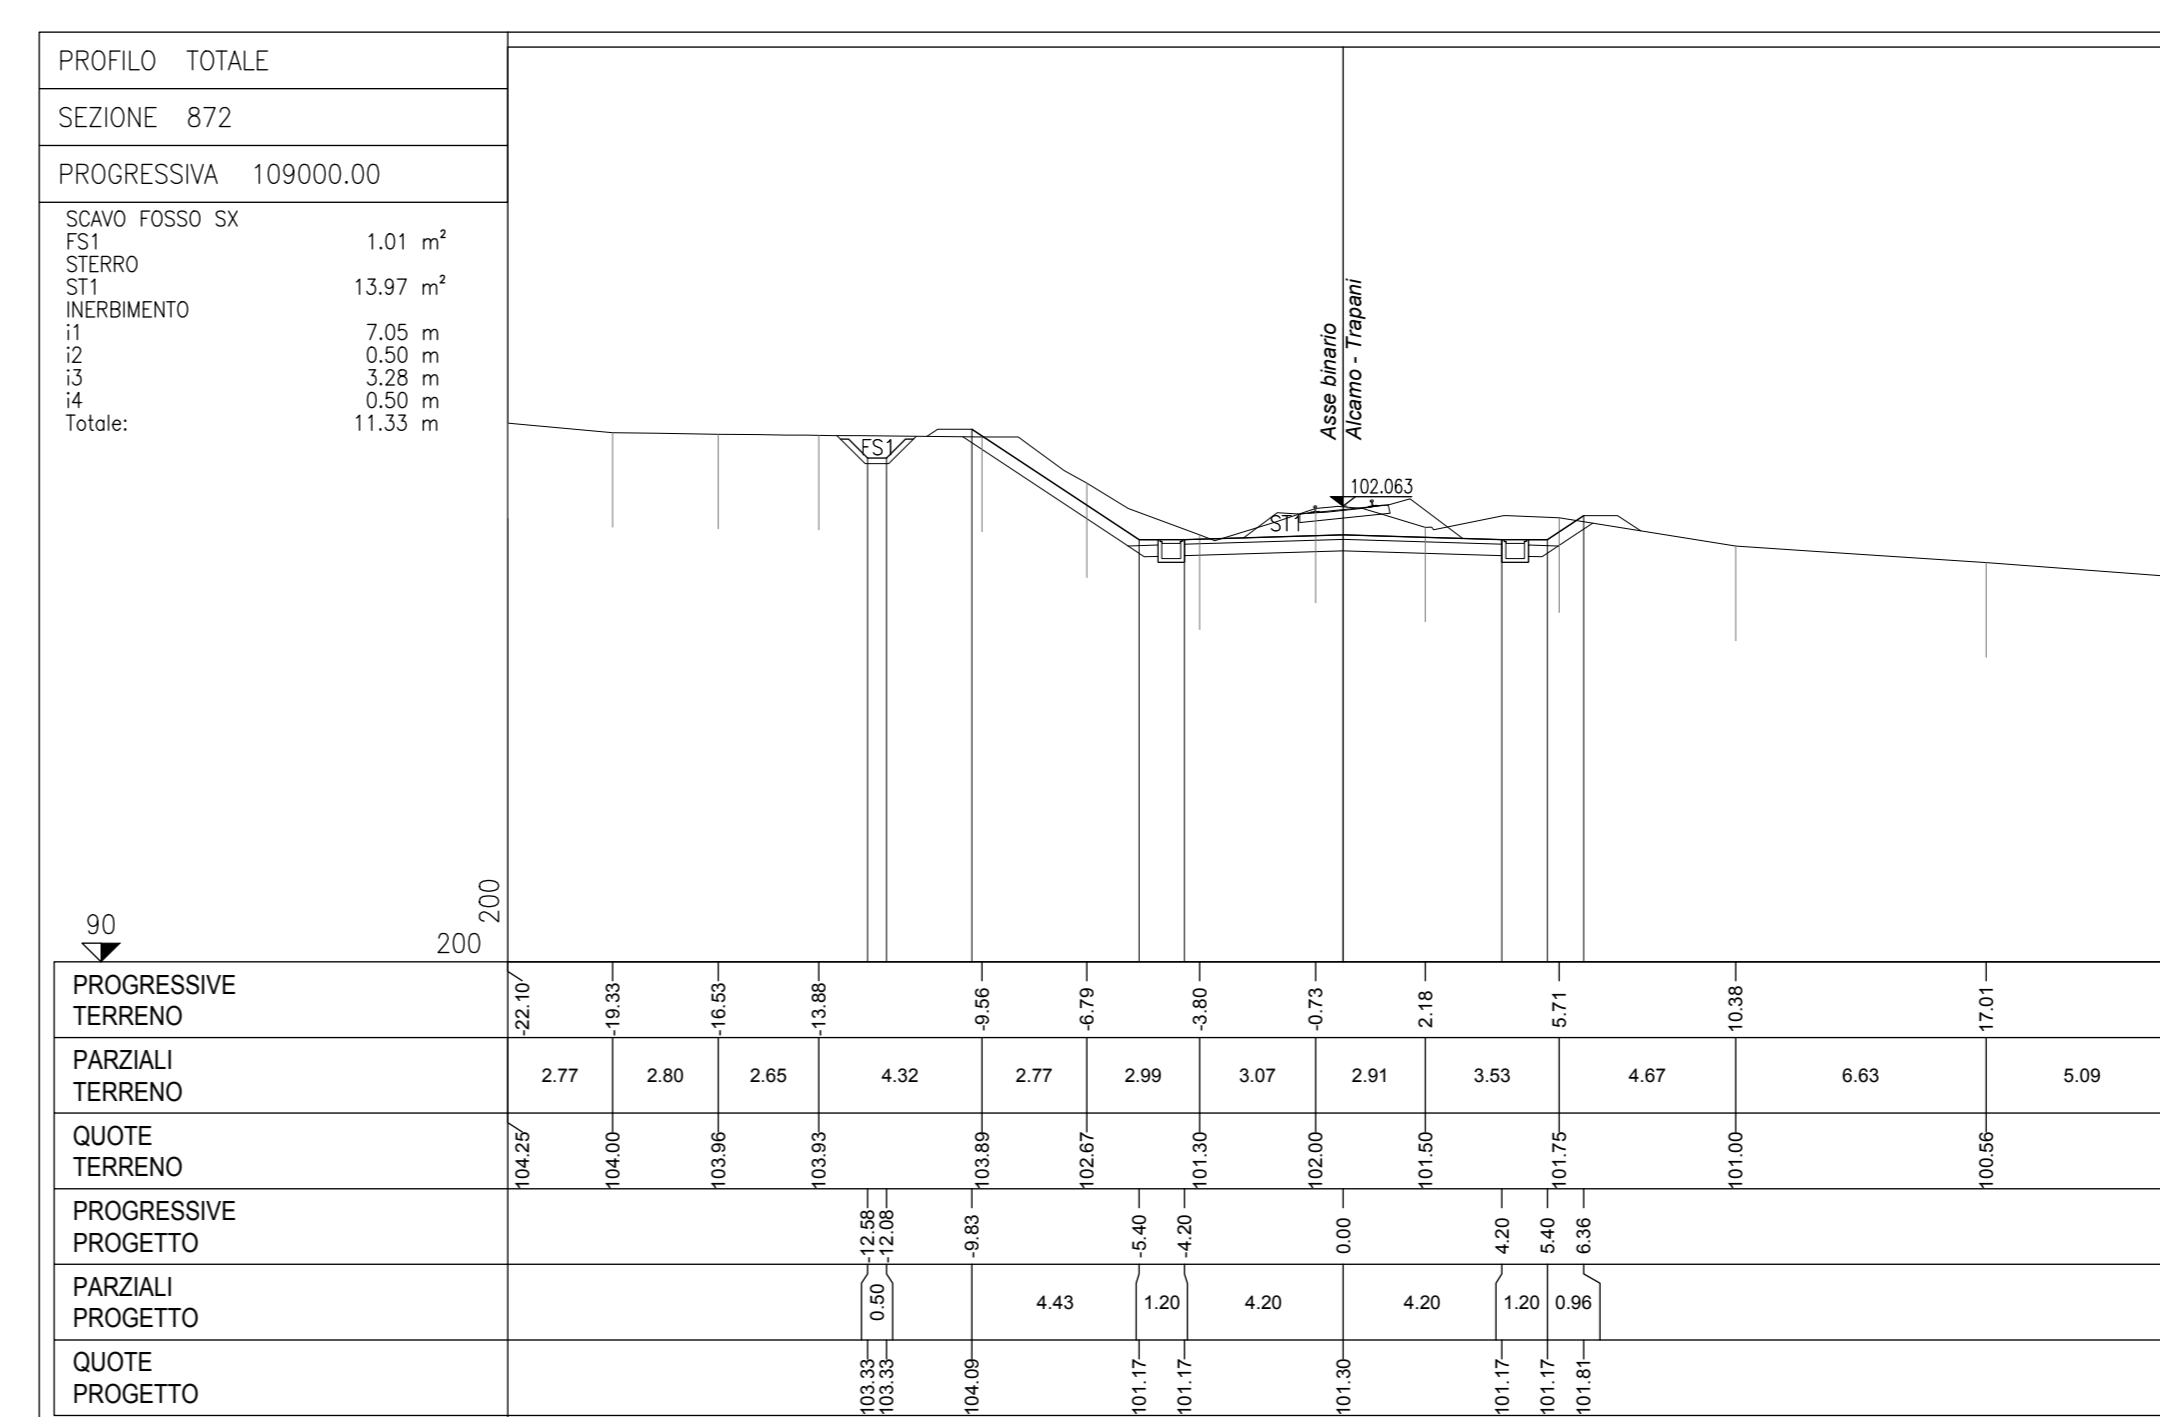 PROFILO TOTALE
SEZIONE 872
PROGRESSIVA 109000.00
SCAVO FOSSO SX
FS1 1.01 m²
STERRO
ST1 13.97 m²
INERBIMENTO
i1 7.05 m
i2 0.50 m
i3 3.28 m
i4 0.50 m
Totale: 11.33 m
Asse binario
Alcamo - Trapani
FS1
102.063
ST1
90
200
200
PROGRESSIVE
TERRENO
-22.10 -19.33 -16.53 -13.88 -9.56 -6.79 -3.80 -0.73 2.18 5.71 10.38 17.01
PARZIALI
TERRENO
2.77 2.80 2.65 4.32 2.77 2.99 3.07 2.91 3.53 4.67 6.63 5.09
QUOTE
TERRENO
104.25 104.00 103.96 103.93 103.89 102.67 101.30 102.00 101.50 101.75 101.00 100.56
PROGRESSIVE
PROGETTO
-12.58 -12.08 -9.83 -5.40 -4.20 0.00 4.20 5.40 6.36
PARZIALI
PROGETTO
0.50 4.43 1.20 4.20 4.20 1.20 0.96
QUOTE
PROGETTO
103.33 103.33 104.09 101.17 101.17 101.30 101.17 101.17 101.81